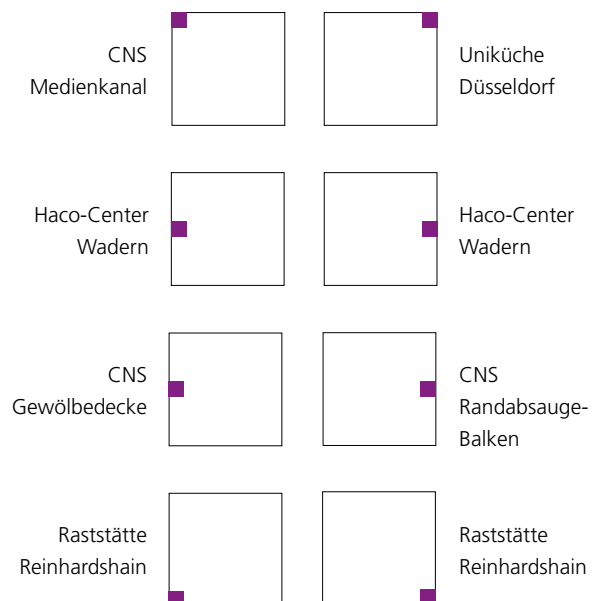 CNS
Medienkanal
Uniküche
Düsseldorf
Haco-Center
Wadern
Haco-Center
Wadern
CNS
Gewölbedecke
CNS
Randabsauge-
Balken
Raststätte
Reinhardshain
Raststätte
Reinhardshain